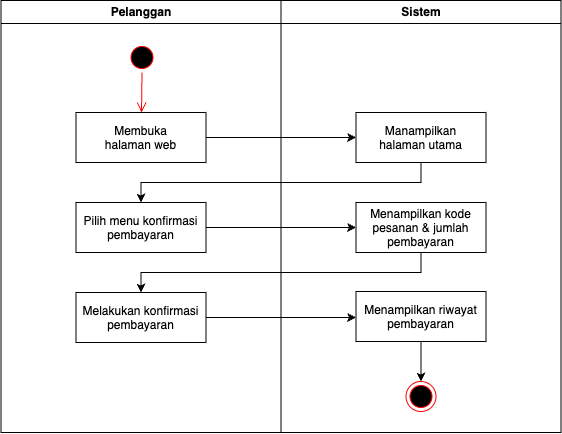 Pelanggan
Sistem
Membuka
halaman web
Manampilkan
halaman utama
Pilih menu konfirmasi
pembayaran
Menampilkan kode
pesanan & jumlah
pembayaran
Melakukan konfirmasi
pembayaran
Menampilkan riwayat
pembayaran